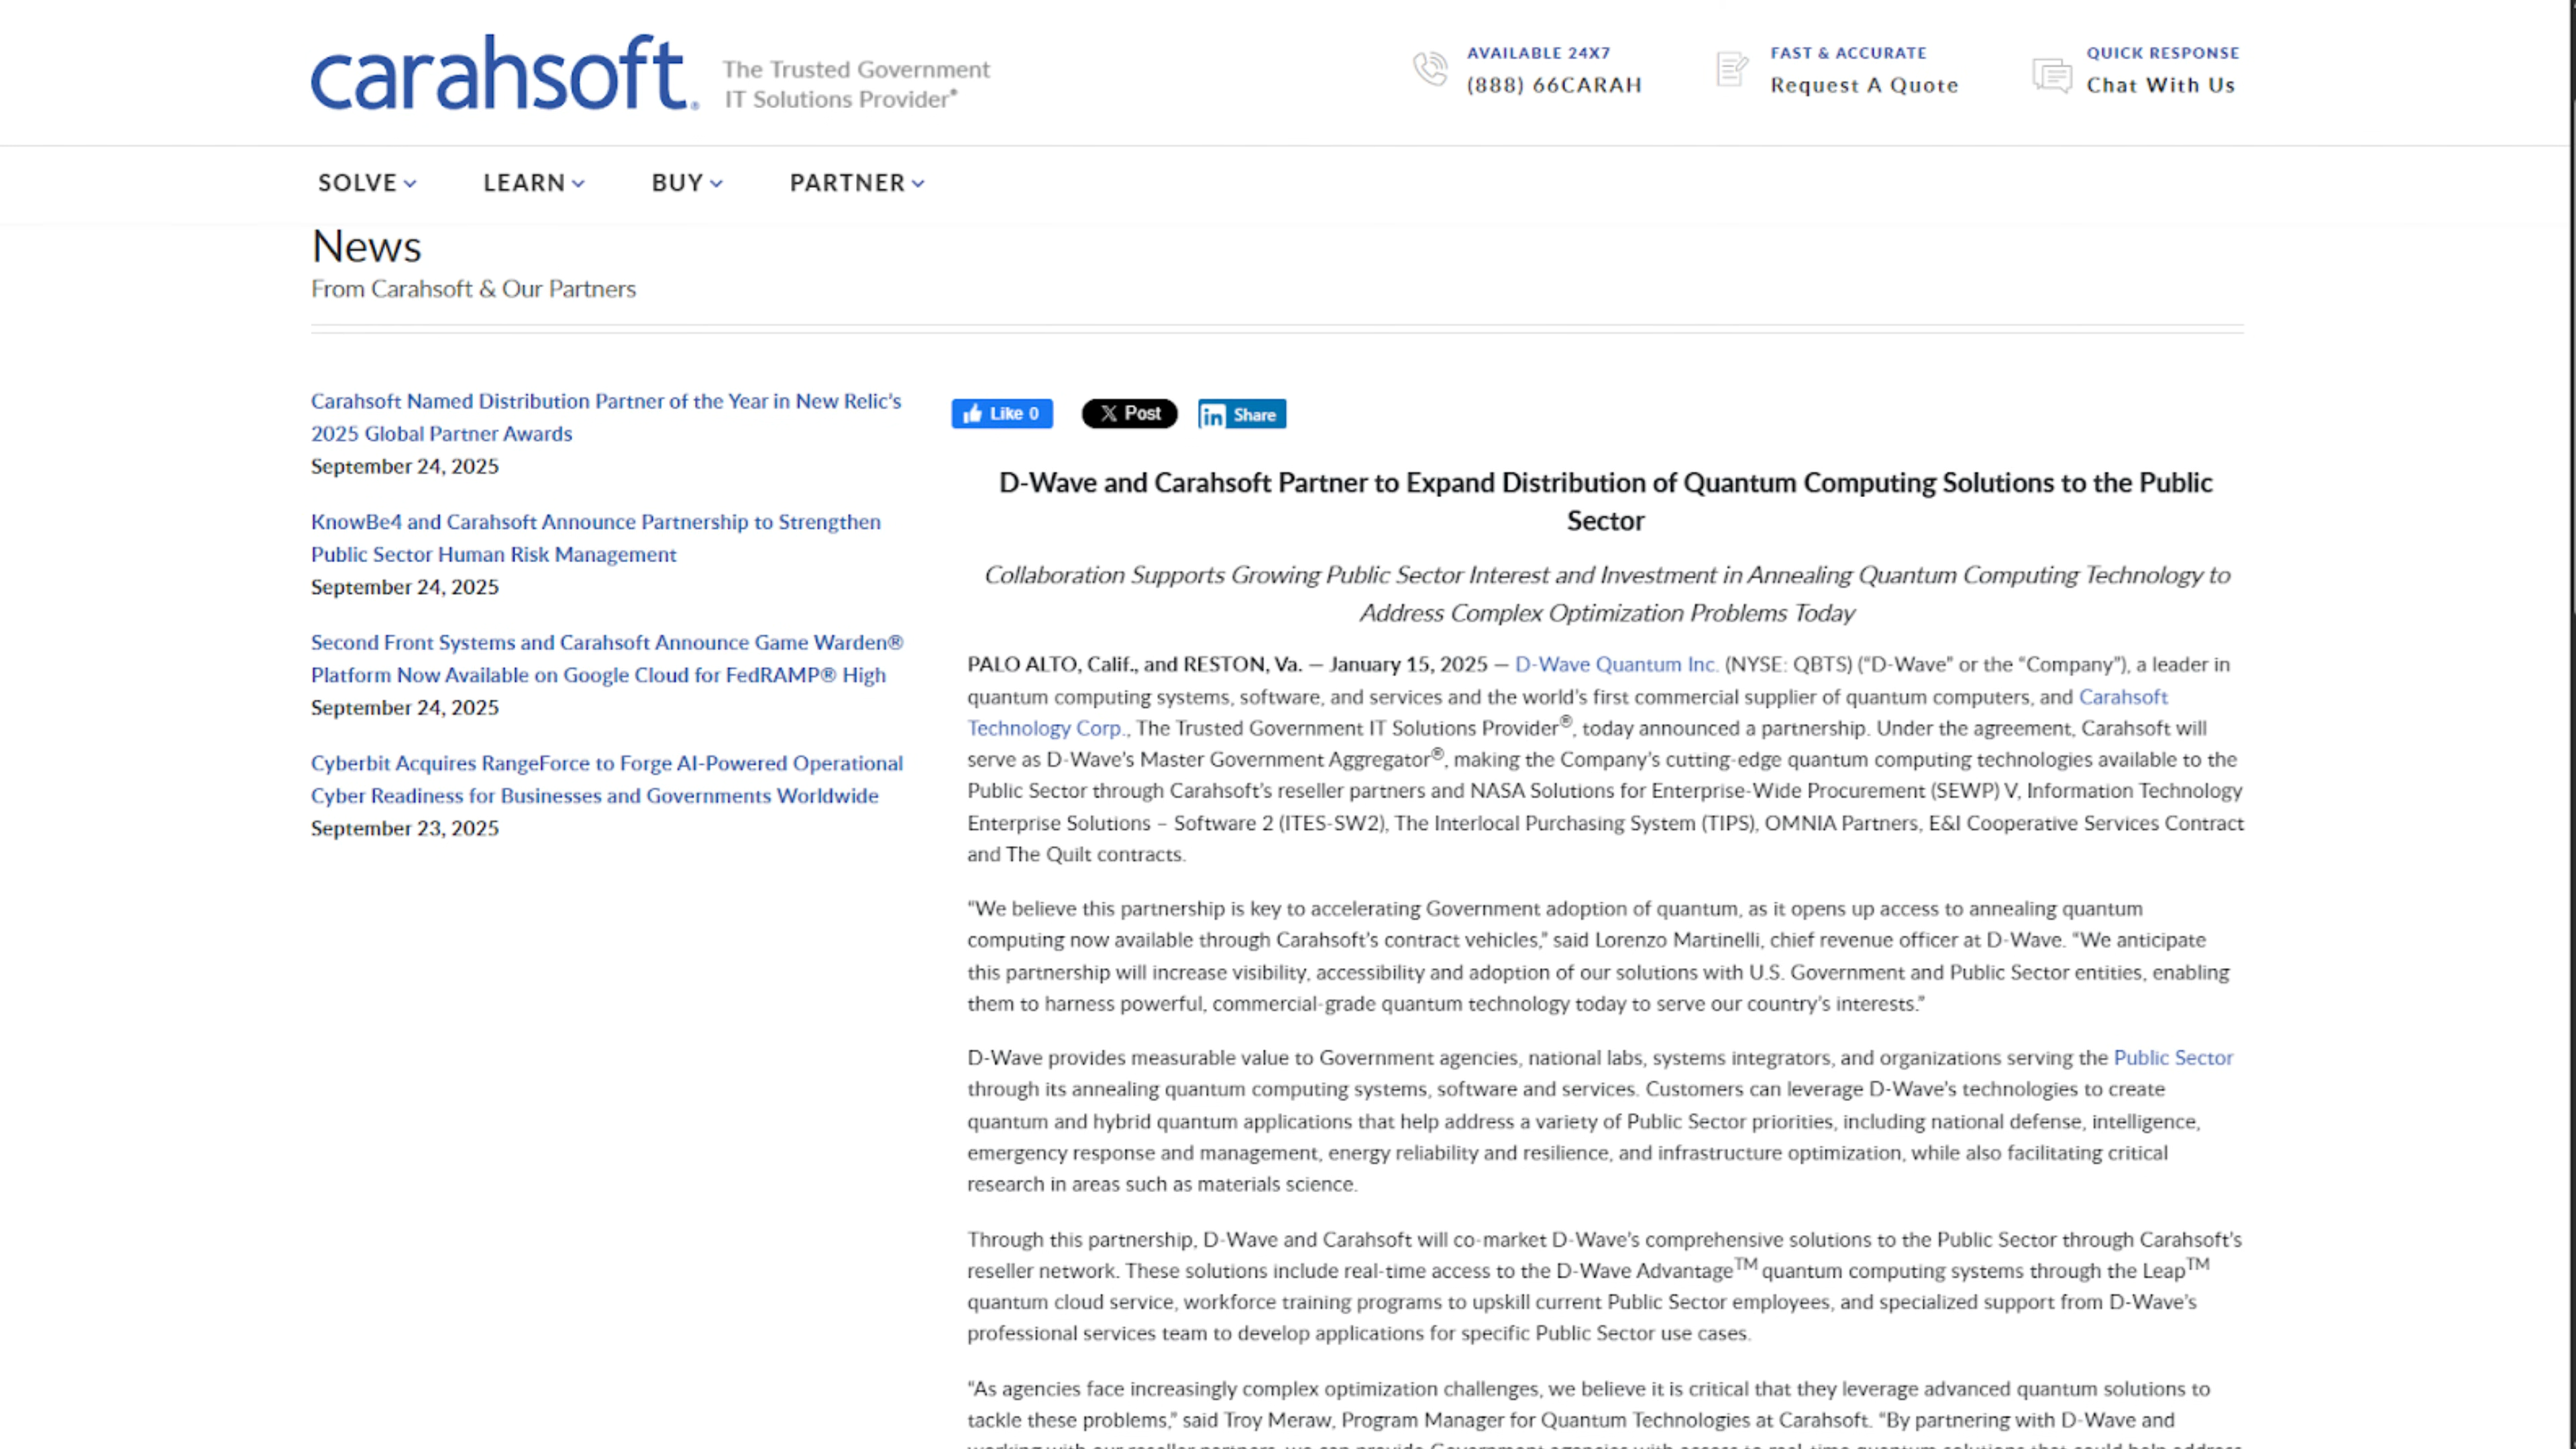 carahsoft.
The Trusted Government
IT Solutions Provider®
AVAILABLE 24X7
(888) 66CARAH
FAST & ACCURATE
Request A Quote
QUICK RESPONSE
Chat With Us
SOLVE
LEARN
BUY
PARTNER
News
From Carahsoft & Our Partners
Carahsoft Named Distribution Partner of the Year in New Relic’s
2025 Global Partner Awards
September 24, 2025
KnowBe4 and Carahsoft Announce Partnership to Strengthen
Public Sector Human Risk Management
September 24, 2025
Second Front Systems and Carahsoft Announce Game Warden®
Platform Now Available on Google Cloud for FedRAMP® High
September 24, 2025
Cyberbit Acquires RangeForce to Forge AI-Powered Operational
Cyber Readiness for Businesses and Governments Worldwide
September 23, 2025
Like 0
X Post
in Share
D-Wave and Carahsoft Partner to Expand Distribution of Quantum Computing Solutions to the Public
Sector
Collaboration Supports Growing Public Sector Interest and Investment in Annealing Quantum Computing Technology to
Address Complex Optimization Problems Today
PALO ALTO, Calif., and RESTON, Va. — January 15, 2025 — D-Wave Quantum Inc. (NYSE: QBTS) (“D-Wave” or the “Company”), a leader in
quantum computing systems, software, and services and the world’s first commercial supplier of quantum computers, and Carahsoft
Technology Corp., The Trusted Government IT Solutions Provider®, today announced a partnership. Under the agreement, Carahsoft will
serve as D-Wave’s Master Government Aggregator®, making the Company’s cutting-edge quantum computing technologies available to the
Public Sector through Carahsoft’s reseller partners and NASA Solutions for Enterprise-Wide Procurement (SEWP) V, Information Technology
Enterprise Solutions – Software 2 (ITES-SW2), The Interlocal Purchasing System (TIPS), OMNIA Partners, E&I Cooperative Services Contract
and The Quilt contracts.
“We believe this partnership is key to accelerating Government adoption of quantum, as it opens up access to annealing quantum
computing now available through Carahsoft’s contract vehicles,” said Lorenzo Martinelli, chief revenue officer at D-Wave. “We anticipate
this partnership will increase visibility, accessibility and adoption of our solutions with U.S. Government and Public Sector entities, enabling
them to harness powerful, commercial-grade quantum technology today to serve our country’s interests.”
D-Wave provides measurable value to Government agencies, national labs, systems integrators, and organizations serving the Public Sector
through its annealing quantum computing systems, software and services. Customers can leverage D-Wave’s technologies to create
quantum and hybrid quantum applications that help address a variety of Public Sector priorities, including national defense, intelligence,
emergency response and management, energy reliability and resilience, and infrastructure optimization, while also facilitating critical
research in areas such as materials science.
Through this partnership, D-Wave and Carahsoft will co-market D-Wave’s comprehensive solutions to the Public Sector through Carahsoft’s
reseller network. These solutions include real-time access to the D-Wave Advantage™ quantum computing systems through the Leap™
quantum cloud service, workforce training programs to upskill current Public Sector employees, and specialized support from D-Wave’s
professional services team to develop applications for specific Public Sector use cases.
“As agencies face increasingly complex optimization challenges, we believe it is critical that they leverage advanced quantum solutions to
tackle these problems,” said Troy Meraw, Program Manager for Quantum Technologies at Carahsoft. “By partnering with D-Wave and